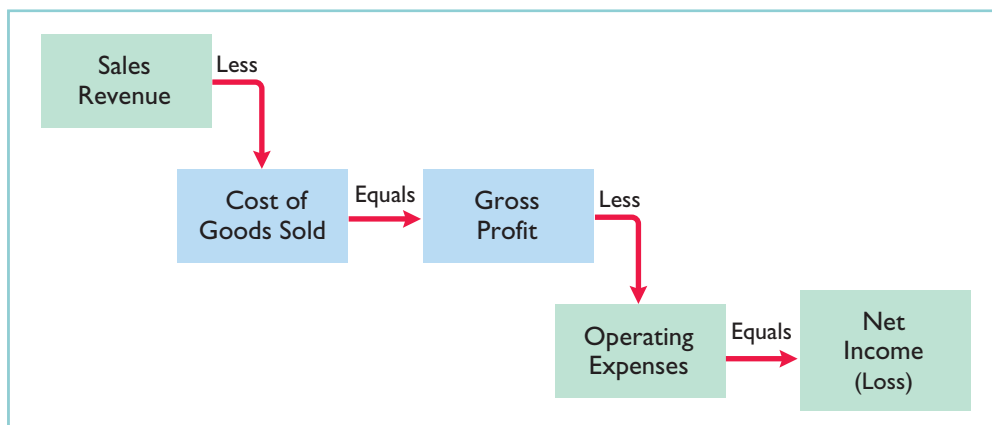 Sales
Revenue
Less
Cost of
Goods Sold
Equals
Gross
Profit
Less
Operating
Expenses
Equals
Net
Income
(Loss)